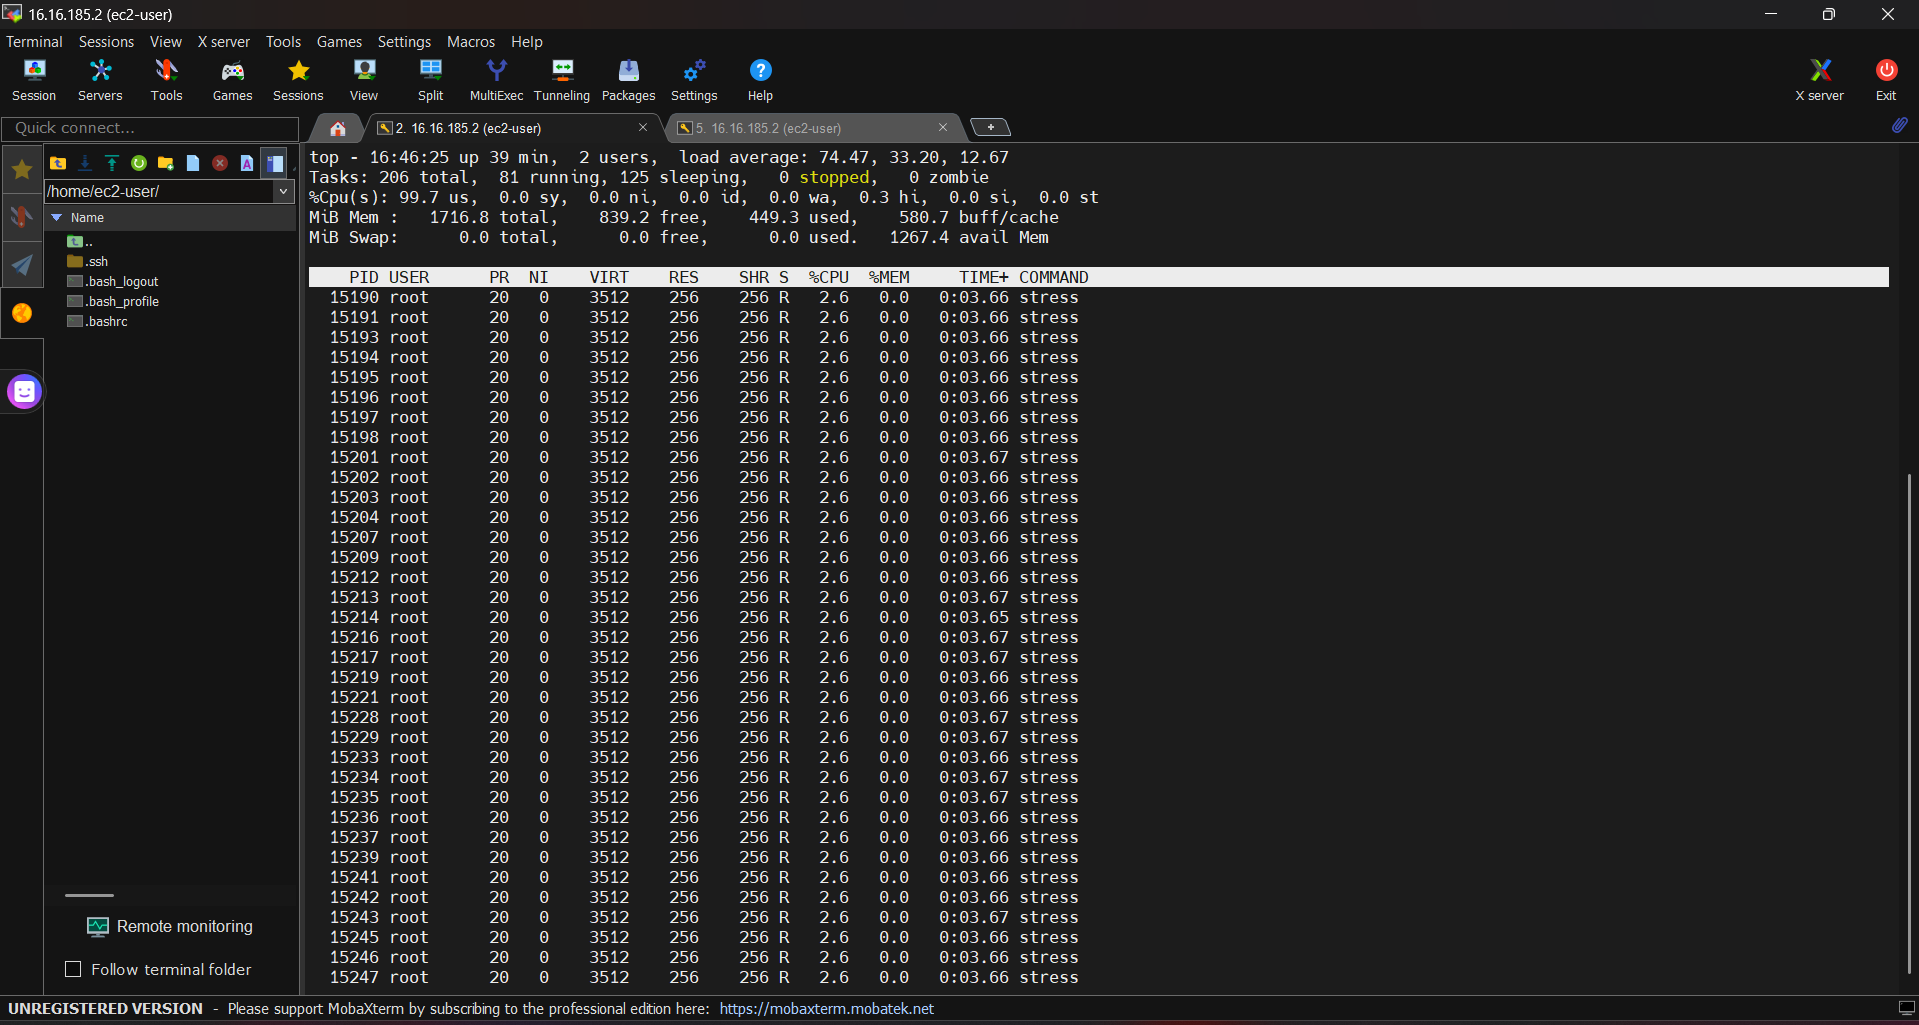 16.16.185.2 (ec2-user)
Terminal Sessions View X server Tools Games Settings Macros Help
Session Servers Tools Games Sessions View Split MultiExec Tunneling Packages Settings Help X server Exit
Quick connect...
2. 16.16.185.2 (ec2-user)
5. 16.16.185.2 (ec2-user)
/home/ec2-user/
Name
..
.ssh
.bash_logout
.bash_profile
.bashrc
Remote monitoring
Follow terminal folder
top - 16:46:25 up 39 min,  2 users,  load average: 74.47, 33.20, 12.67
Tasks: 206 total,  81 running, 125 sleeping,   0 stopped,   0 zombie
%Cpu(s): 99.7 us,  0.0 sy,  0.0 ni,  0.0 id,  0.0 wa,  0.3 hi,  0.0 si,  0.0 st
MiB Mem :   1716.8 total,    839.2 free,    449.3 used,    580.7 buff/cache
MiB Swap:      0.0 total,      0.0 free,      0.0 used.   1267.4 avail Mem
PID USER      PR  NI    VIRT    RES    SHR S  %CPU  %MEM     TIME+ COMMAND
15190 root      20   0    3512    256    256 R   2.6   0.0   0:03.66 stress
15191 root      20   0    3512    256    256 R   2.6   0.0   0:03.66 stress
15193 root      20   0    3512    256    256 R   2.6   0.0   0:03.66 stress
15194 root      20   0    3512    256    256 R   2.6   0.0   0:03.66 stress
15195 root      20   0    3512    256    256 R   2.6   0.0   0:03.66 stress
15196 root      20   0    3512    256    256 R   2.6   0.0   0:03.66 stress
15197 root      20   0    3512    256    256 R   2.6   0.0   0:03.66 stress
15198 root      20   0    3512    256    256 R   2.6   0.0   0:03.66 stress
15201 root      20   0    3512    256    256 R   2.6   0.0   0:03.67 stress
15202 root      20   0    3512    256    256 R   2.6   0.0   0:03.66 stress
15203 root      20   0    3512    256    256 R   2.6   0.0   0:03.66 stress
15204 root      20   0    3512    256    256 R   2.6   0.0   0:03.66 stress
15207 root      20   0    3512    256    256 R   2.6   0.0   0:03.66 stress
15209 root      20   0    3512    256    256 R   2.6   0.0   0:03.66 stress
15212 root      20   0    3512    256    256 R   2.6   0.0   0:03.66 stress
15213 root      20   0    3512    256    256 R   2.6   0.0   0:03.67 stress
15214 root      20   0    3512    256    256 R   2.6   0.0   0:03.65 stress
15216 root      20   0    3512    256    256 R   2.6   0.0   0:03.67 stress
15217 root      20   0    3512    256    256 R   2.6   0.0   0:03.67 stress
15219 root      20   0    3512    256    256 R   2.6   0.0   0:03.66 stress
15221 root      20   0    3512    256    256 R   2.6   0.0   0:03.66 stress
15228 root      20   0    3512    256    256 R   2.6   0.0   0:03.67 stress
15229 root      20   0    3512    256    256 R   2.6   0.0   0:03.67 stress
15233 root      20   0    3512    256    256 R   2.6   0.0   0:03.66 stress
15234 root      20   0    3512    256    256 R   2.6   0.0   0:03.67 stress
15235 root      20   0    3512    256    256 R   2.6   0.0   0:03.67 stress
15236 root      20   0    3512    256    256 R   2.6   0.0   0:03.66 stress
15237 root      20   0    3512    256    256 R   2.6   0.0   0:03.66 stress
15239 root      20   0    3512    256    256 R   2.6   0.0   0:03.66 stress
15241 root      20   0    3512    256    256 R   2.6   0.0   0:03.66 stress
15242 root      20   0    3512    256    256 R   2.6   0.0   0:03.66 stress
15243 root      20   0    3512    256    256 R   2.6   0.0   0:03.67 stress
15245 root      20   0    3512    256    256 R   2.6   0.0   0:03.66 stress
15246 root      20   0    3512    256    256 R   2.6   0.0   0:03.66 stress
15247 root      20   0    3512    256    256 R   2.6   0.0   0:03.66 stress
UNREGISTERED VERSION - Please support MobaXterm by subscribing to the professional edition here: https://mobaxterm.mobatek.net